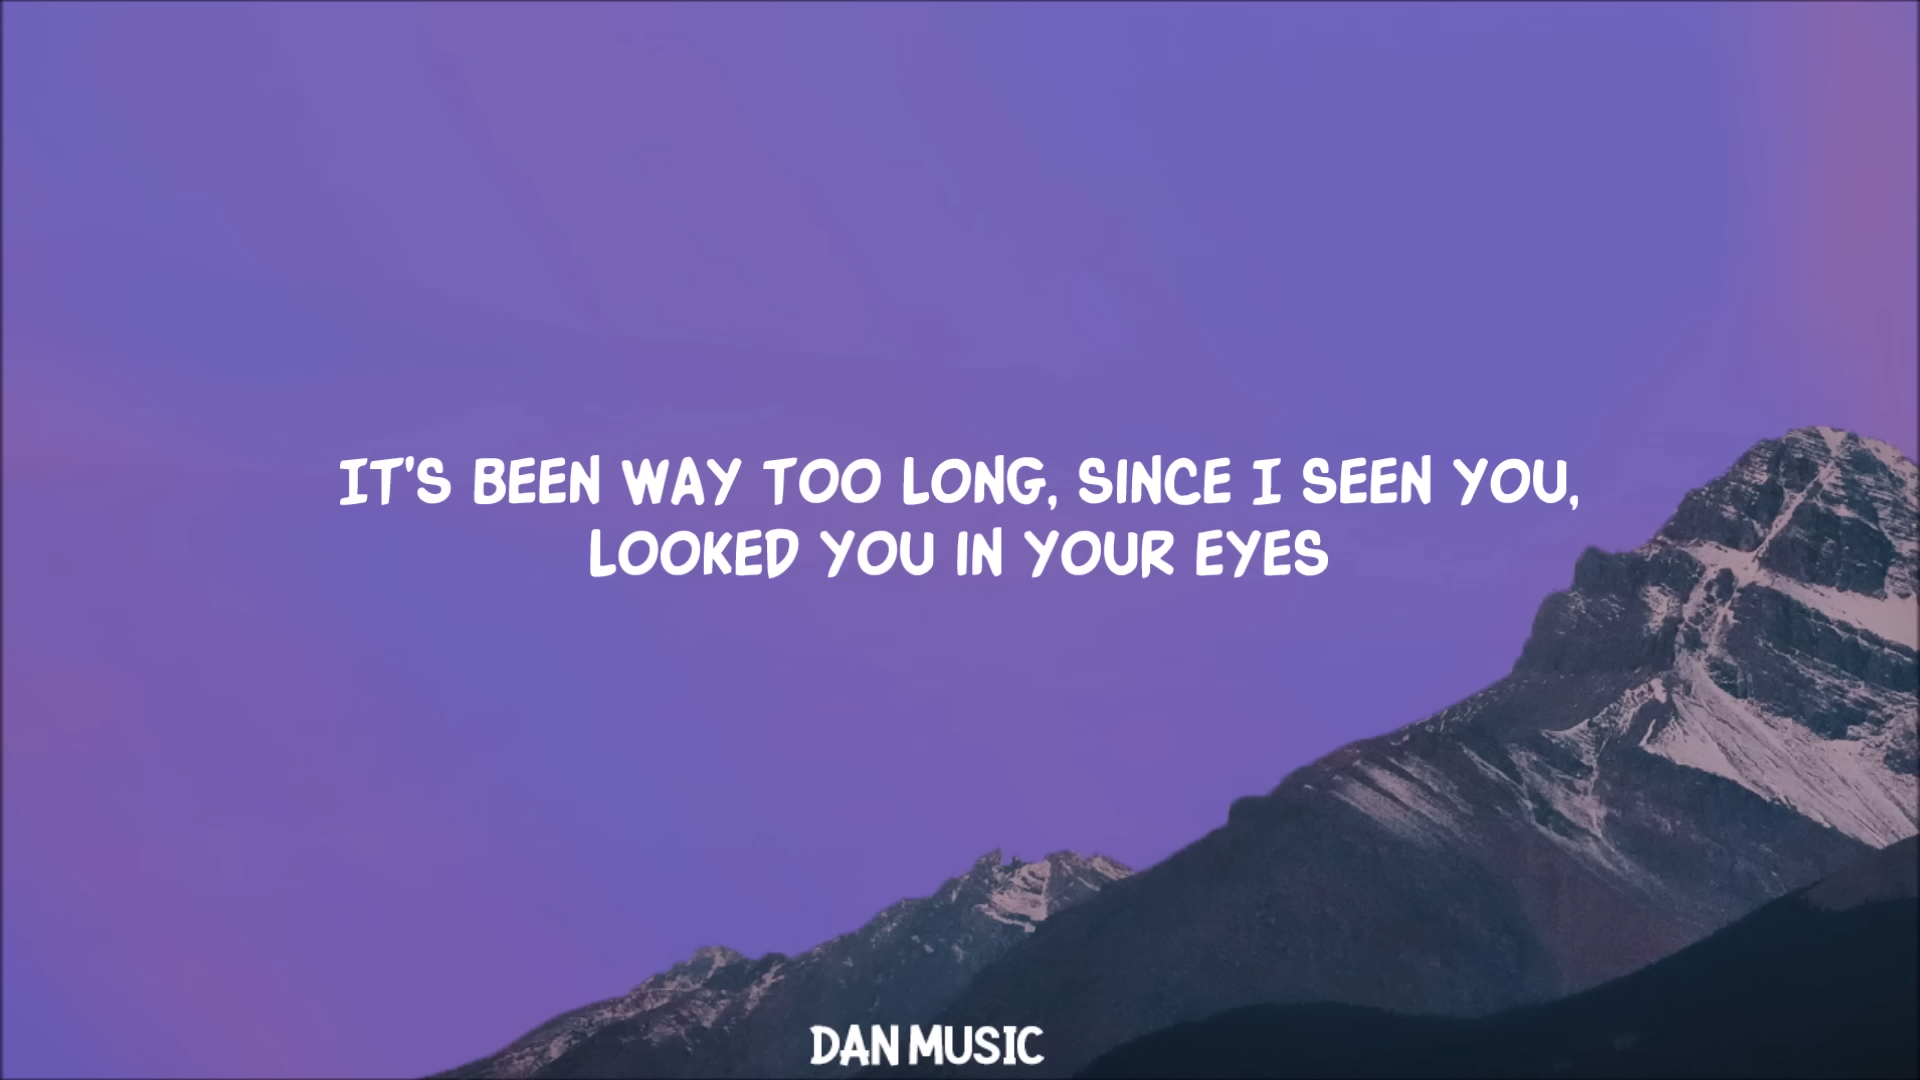 IT'S BEEN WAY TOO LONG, SINCE I SEEN YOU,
LOOKED YOU IN YOUR EYES
DAN MUSIC